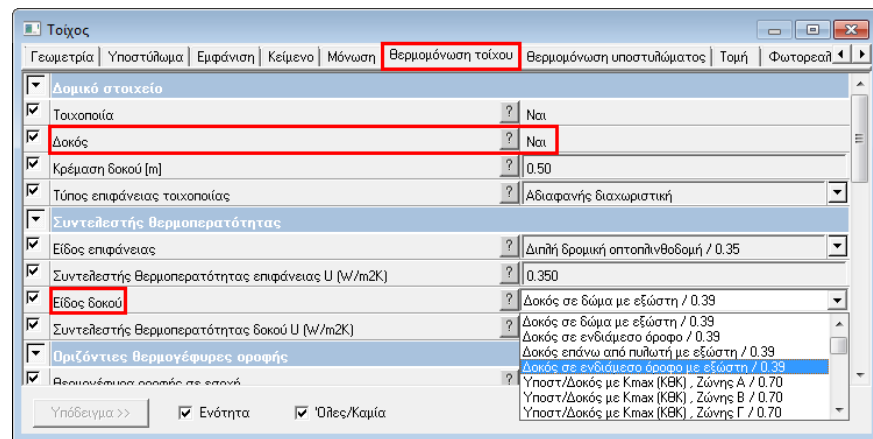 Τοίχος
Γεωμετρία Υποστύλωμα Εμφάνιση Κείμενο Μόνωση Θερμομόνωση τοίχου Θερμομόνωση υποστυλώματος Τομή Φωτορεαλ
Δομικό στοιχείο
Τοιχοποιία ? Ναι
Δοκός ? Ναι
Κρέμαση δοκού [m] ? 0.50
Τύπος επιφάνειας τοιχοποιίας ? Αδιαφανής διαχωριστική
Συντελεστής θερμοπερατότητας
Είδος επιφάνειας ? Διπλή δρομική οπτοπλινθοδομή / 0.35
Συντελεστής θερμοπερατότητας επιφάνειας U (W/m2K) ? 0.350
Είδος δοκού ? Δοκός σε δώμα με εξώστη / 0.39
Συντελεστής θερμοπερατότητας δοκού U (W/m2K) ? Δοκός σε δώμα με εξώστη / 0.39
Δοκός σε ενδιάμεσο όροφο / 0.39
Οριζόντιες θερμογέφυρες οροφής Δοκός επάνω από πυλωτή με εξώστη / 0.39
Δοκός σε ενδιάμεσο όροφο με εξώστη / 0.39
Θερμογέφυρα οροφής σε εσοχή ? Υποστ/Δοκός με Kmax (ΚΘΚ) , Ζώνης Α / 0.70
Υποστ/Δοκός με Kmax (ΚΘΚ) , Ζώνης Β / 0.70
Υποστ/Δοκός με Kmax (ΚΘΚ) , Ζώνης Γ / 0.70
Υπόδειγμα >> Ενότητα Όλες/Καμία